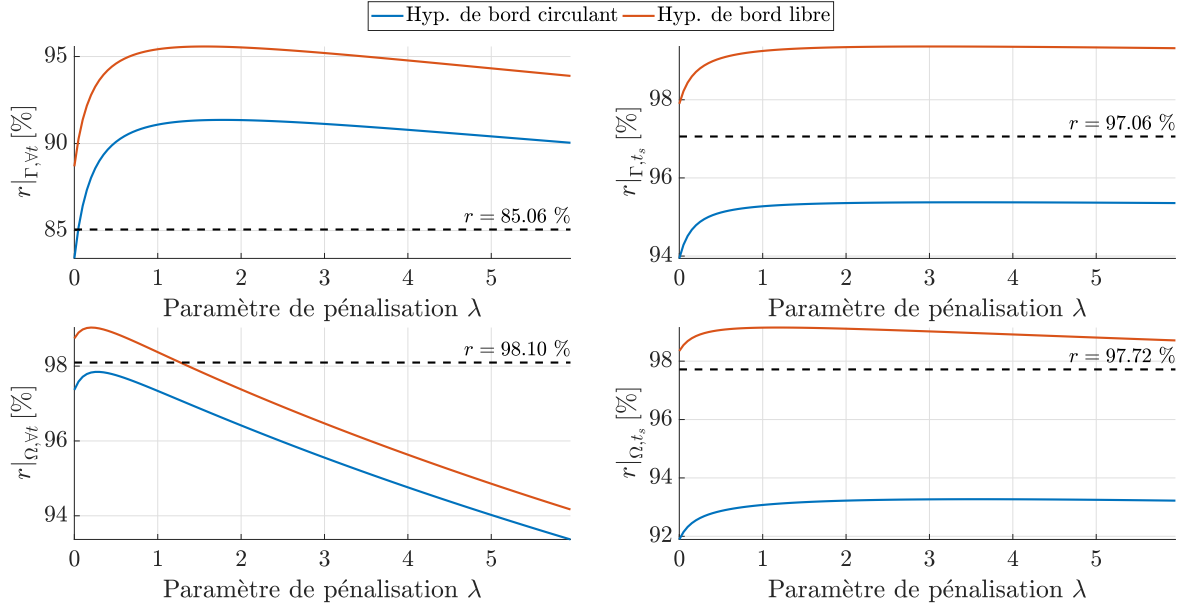 Hyp. de bord circulant Hyp. de bord libre
r|Γ,∀t [%]
95
90
85
r = 85.06 %
0 1 2 3 4 5
Paramètre de pénalisation λ
r|Γ,ts [%]
98
96
94
r = 97.06 %
0 1 2 3 4 5
Paramètre de pénalisation λ
r|Ω,∀t [%]
98
96
94
r = 98.10 %
0 1 2 3 4 5
Paramètre de pénalisation λ
r|Ω,ts [%]
98
96
94
92
r = 97.72 %
0 1 2 3 4 5
Paramètre de pénalisation λ